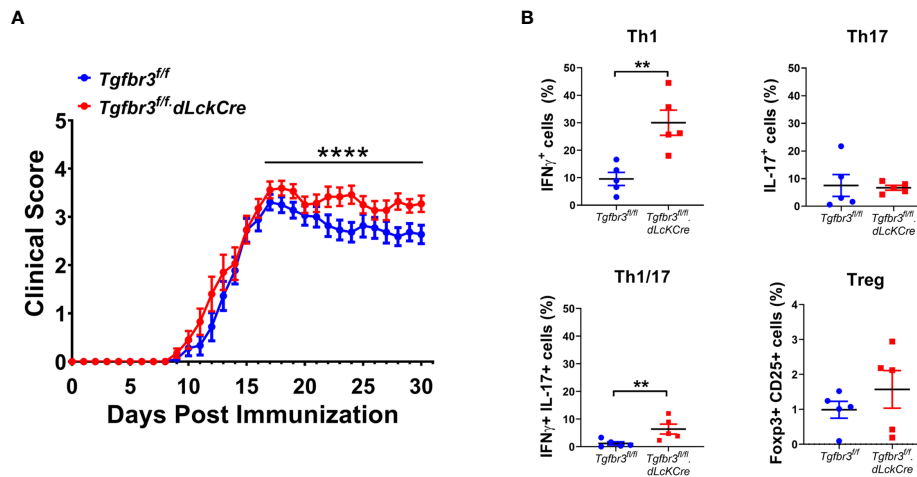 A
Tgfbr3f/f
Tgfbr3f/f.dLckCre
Clinical Score
5
4
3
2
1
0
****
0 5 10 15 20 25 30
Days Post Immunization
B
Th1
IFNγ+ cells (%)
50
40
30
20
10
0
**
Tgfbr3fl/fl
Tgfbr3fl/fl.
dLcKCre
Th17
IL-17+ cells (%)
50
40
30
20
10
0
Tgfbr3fl/fl
Tgfbr3fl/fl.
dLcKCre
Th1/17
IFNγ+ IL-17+ cells (%)
50
40
30
20
10
0
**
Tgfbr3fl/fl
Tgfbr3fl/fl.
dLcKCre
Treg
Foxp3+ CD25+ cells (%)
4
3
2
1
0
Tgfbr3f/f
Tgfbr3f/f.
dLckCre